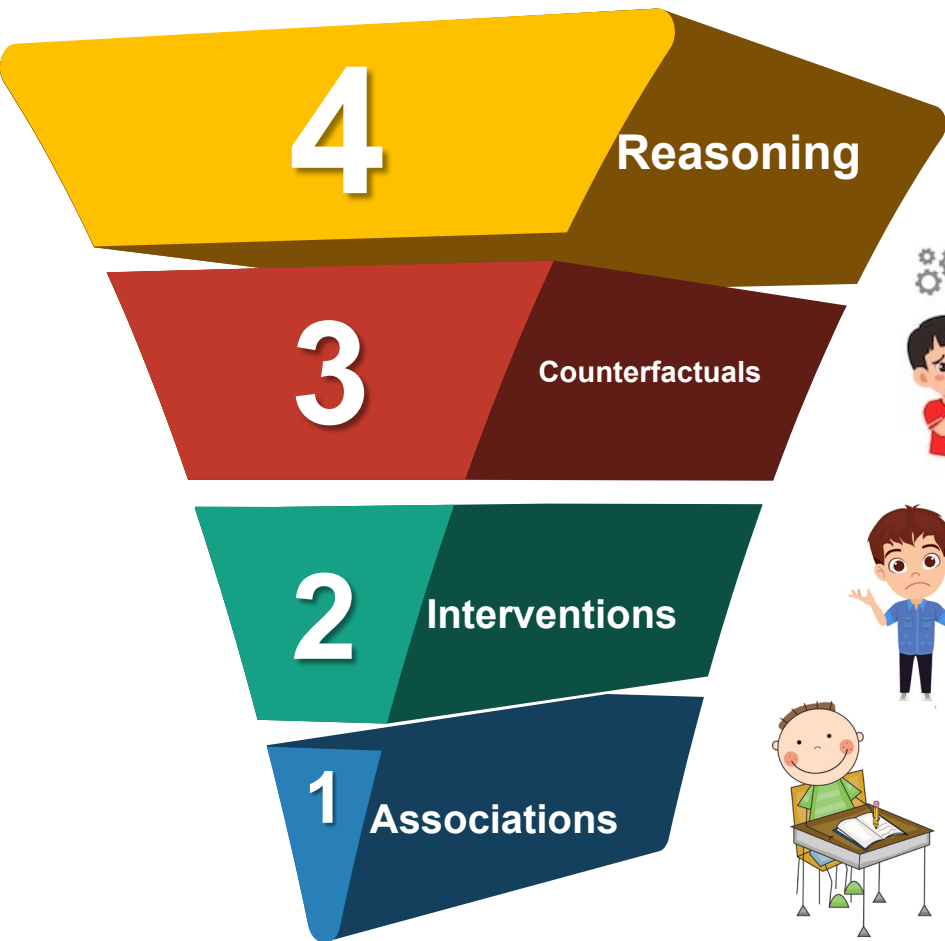 4
Reasoning
3
Counterfactuals
2
Interventions
1
Associations